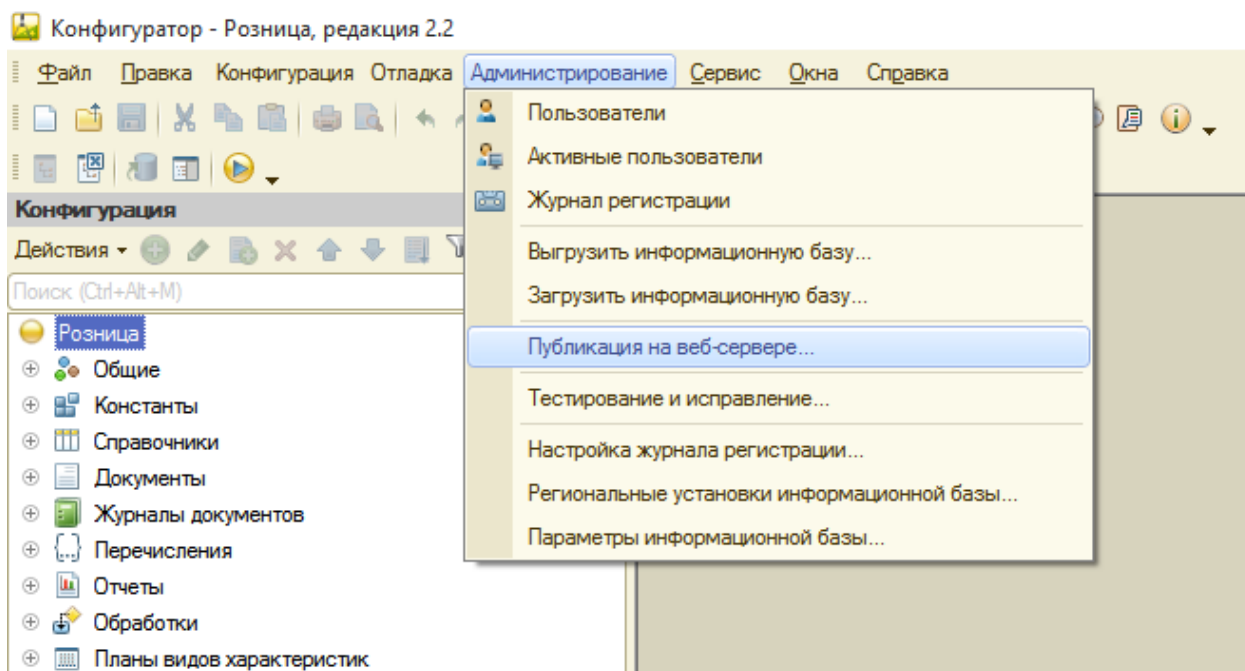 Конфигуратор - Розница, редакция 2.2
Файл Правка Конфигурация Отладка Администрирование Сервис Окна Справка
Пользователи
Активные пользователи
Журнал регистрации
Выгрузить информационную базу...
Загрузить информационную базу...
Публикация на веб-сервере...
Тестирование и исправление...
Настройка журнала регистрации...
Региональные установки информационной базы...
Параметры информационной базы...
Конфигурация
Действия
Поиск (Ctrl+Alt+M)
Розница
Общие
Константы
Справочники
Документы
Журналы документов
Перечисления
Отчеты
Обработки
Планы видов характеристик